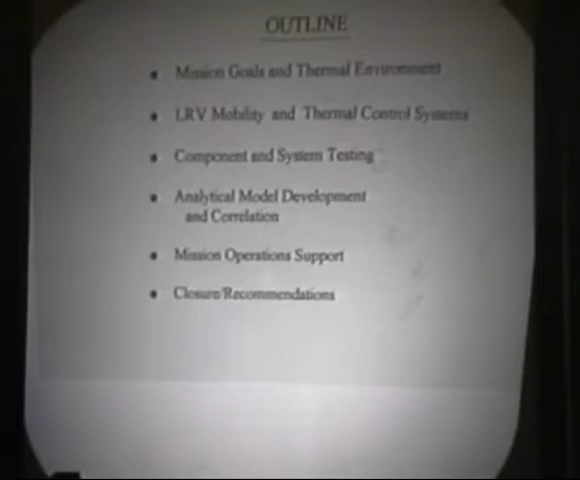 OUTLINE
• Mission Goals and Thermal Environment
• LRV Mobility and Thermal Control Systems
• Component and System Testing
• Analytical Model Development
and Correlation
• Mission Operations Support
• Closure/Recommendations